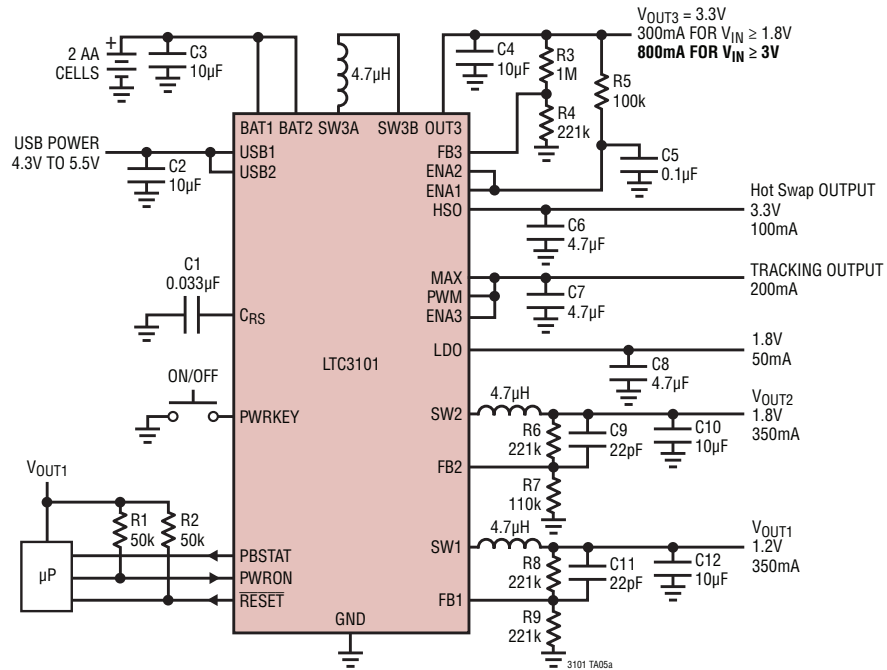 2 AA
CELLS
C3
10µF
4.7µH
C4
10µF
R3
1M
R4
221k
R5
100k
V_OUT3 = 3.3V
300mA FOR V_IN ≥ 1.8V
800mA FOR V_IN ≥ 3V
BAT1 BAT2 SW3A SW3B OUT3
USB POWER
4.3V TO 5.5V
C2
10µF
USB1
USB2
FB3
ENA2
ENA1
HSO
C5
0.1µF
Hot Swap OUTPUT
3.3V
100mA
C6
4.7µF
C1
0.033µF
C_RS
MAX
PWM
ENA3
C7
4.7µF
TRACKING OUTPUT
200mA
LTC3101
LDO
C8
4.7µF
1.8V
50mA
ON/OFF
PWRKEY
SW2
4.7µH
R6
221k
C9
22pF
C10
10µF
V_OUT2
1.8V
350mA
FB2
R7
110k
V_OUT1
R1
50k
R2
50k
µP
PBSTAT
PWRON
RESET
SW1
4.7µH
R8
221k
C11
22pF
C12
10µF
V_OUT1
1.2V
350mA
FB1
R9
221k
GND
3101 TA05a